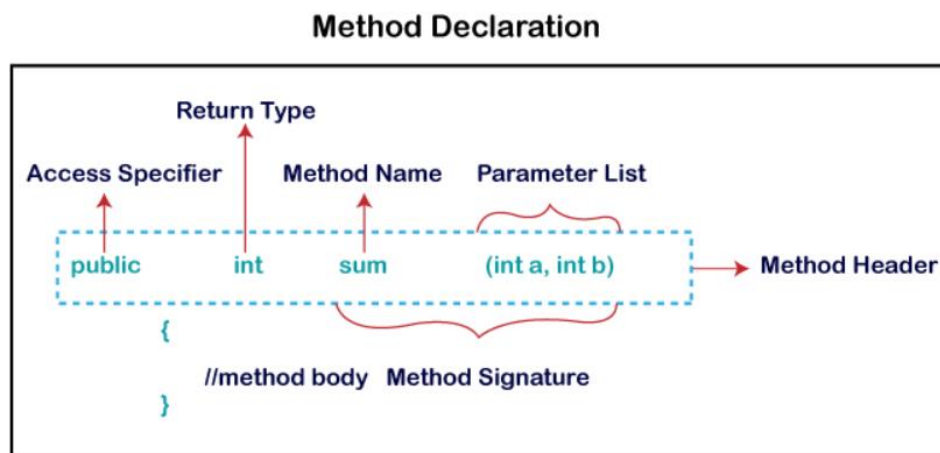 Method Declaration
Return Type
Access Specifier
Method Name
Parameter List
public int sum (int a, int b)
Method Header
{
//method body Method Signature
}